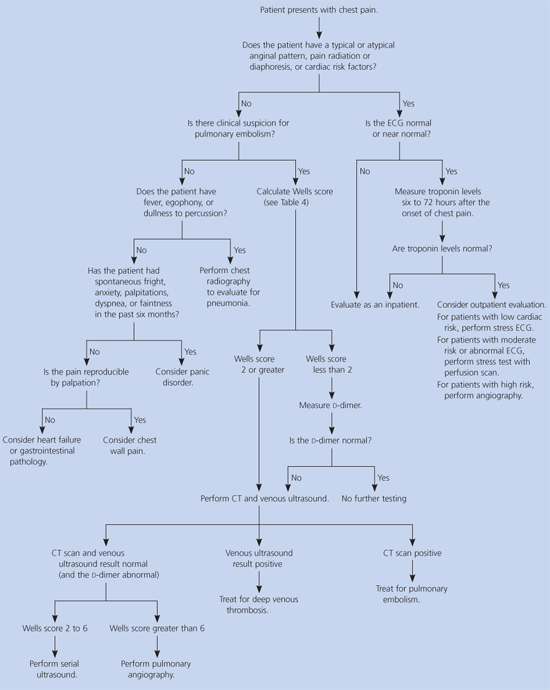 Patient presents with chest pain.
Does the patient have a typical or atypical
anginal pattern, pain radiation or
diaphoresis, or cardiac risk factors?
No
Yes
Is there clinical suspicion for
pulmonary embolism?
Is the ECG normal
or near normal?
No
Yes
No
Yes
Does the patient have
fever, egophony, or
dullness to percussion?
Calculate Wells score
(see Table 4)
Measure troponin levels
six to 72 hours after the
onset of chest pain.
Are troponin levels normal?
No
Yes
No
Yes
Has the patient had
spontaneous fright,
anxiety, palpitations,
dyspnea, or faintness
in the past six months?
Perform chest
radiography
to evaluate for
pneumonia.
Evaluate as an inpatient.
Consider outpatient evaluation.
For patients with low cardiac
risk, perform stress ECG.
For patients with moderate
risk or abnormal ECG,
perform stress test with
perfusion scan.
For patients with high risk,
perform angiography.
No
Yes
Is the pain reproducible
by palpation?
Consider panic
disorder.
Wells score
2 or greater
Wells score
less than 2
Measure D-dimer.
Is the D-dimer normal?
No
Yes
Consider heart failure
or gastrointestinal
pathology.
Consider chest
wall pain.
No
Yes
Perform CT and venous ultrasound.
No further testing
CT scan and venous
ultrasound result normal
(and the D-dimer abnormal)
Venous ultrasound
result positive
CT scan positive
Treat for deep venous
thrombosis.
Treat for pulmonary
embolism.
Wells score 2 to 6
Wells score greater than 6
Perform serial
ultrasound.
Perform pulmonary
angiography.